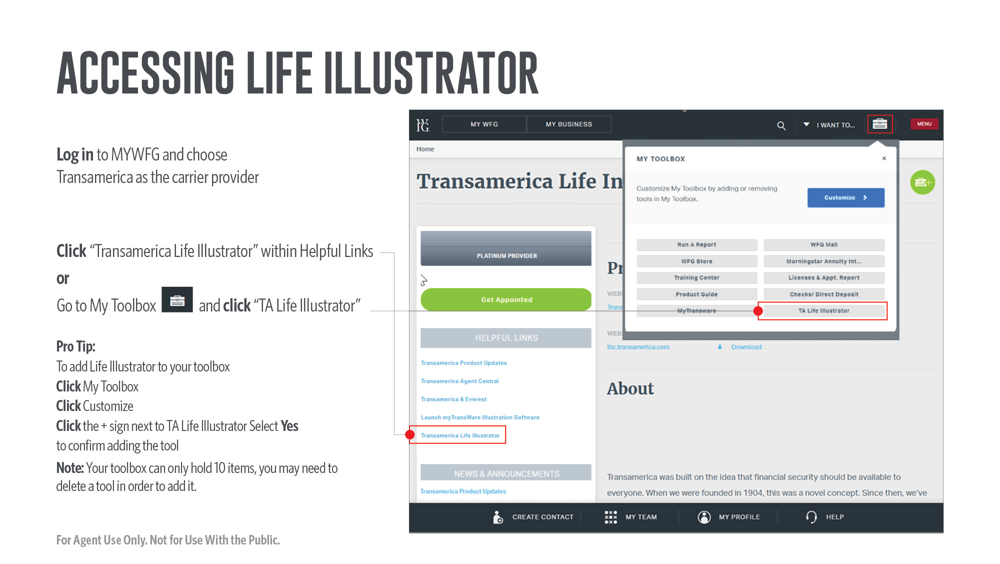 ACCESSING LIFE ILLUSTRATOR
Log in to MYWFG and choose
Transamerica as the carrier provider
Click “Transamerica Life Illustrator” within Helpful Links
or
Go to My Toolbox and click “TA Life Illustrator”
Pro Tip:
To add Life Illustrator to your toolbox
Click My Toolbox
Click Customize
Click the + sign next to TA Life Illustrator Select Yes
to confirm adding the tool
Note: Your toolbox can only hold 10 items, you may need to
delete a tool in order to add it.
For Agent Use Only. Not for Use With the Public.
WFG
MY WFG
MY BUSINESS
I WANT TO...
MENU
Home
Transamerica Life In
MY TOOLBOX
×
Customize My Toolbox by adding or removing
tools in My Toolbox.
Customize
Run A Report
WFG Mail
WFG Store
Morningstar Annuity Int...
Training Center
Licenses & Appt. Report
Product Guide
Checks/ Direct Deposit
MyTransware
TA Life Illustrator
PLATINUM PROVIDER
Get Appointed
HELPFUL LINKS
Transamerica Product Updates
Transamerica Agent Central
Transamerica & Everest
Launch myTransWare Illustration Software
Transamerica Life Illustrator
NEWS & ANNOUNCEMENTS
Transamerica Product Updates
Pr
WEBS
Trans
WEBS
tlic.transamerica.com
Download
About
Transamerica was built on the idea that financial security should be available to
everyone. When we were founded in 1904, this was a novel concept. Since then, we've
CREATE CONTACT
MY TEAM
MY PROFILE
HELP